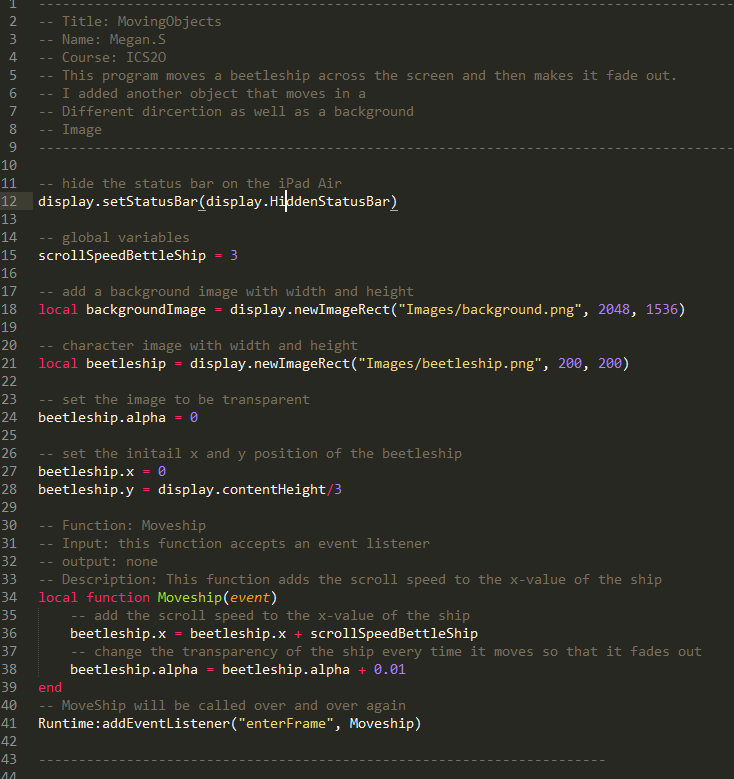 1 ---------------------------------------------------------------------------------------
2 -- Title: MovingObjects
3 -- Name: Megan.S
4 -- Course: ICS2O
5 -- This program moves a beetleship across the screen and then makes it fade out.
6 -- I added another object that moves in a
7 -- Different dircertion as well as a background
8 -- Image
9 ---------------------------------------------------------------------------------------
10
11 -- hide the status bar on the iPad Air
12 display.setStatusBar(display.HiddenStatusBar)
13
14 -- global variables
15 scrollSpeedBettleShip = 3
16
17 -- add a background image with width and height
18 local backgroundImage = display.newImageRect("Images/background.png", 2048, 1536)
19
20 -- character image with width and height
21 local beetleship = display.newImageRect("Images/beetleship.png", 200, 200)
22
23 -- set the image to be transparent
24 beetleship.alpha = 0
25
26 -- set the initail x and y position of the beetleship
27 beetleship.x = 0
28 beetleship.y = display.contentHeight/3
29
30 -- Function: Moveship
31 -- Input: this function accepts an event listener
32 -- output: none
33 -- Description: This function adds the scroll speed to the x-value of the ship
34 local function Moveship(event)
35 -- add the scroll speed to the x-value of the ship
36 beetleship.x = beetleship.x + scrollSpeedBettleShip
37 -- change the transparency of the ship every time it moves so that it fades out
38 beetleship.alpha = beetleship.alpha + 0.01
39 end
40 -- MoveShip will be called over and over again
41 Runtime:addEventListener("enterFrame", Moveship)
42
43 -----------------------------------------------------------------------
44